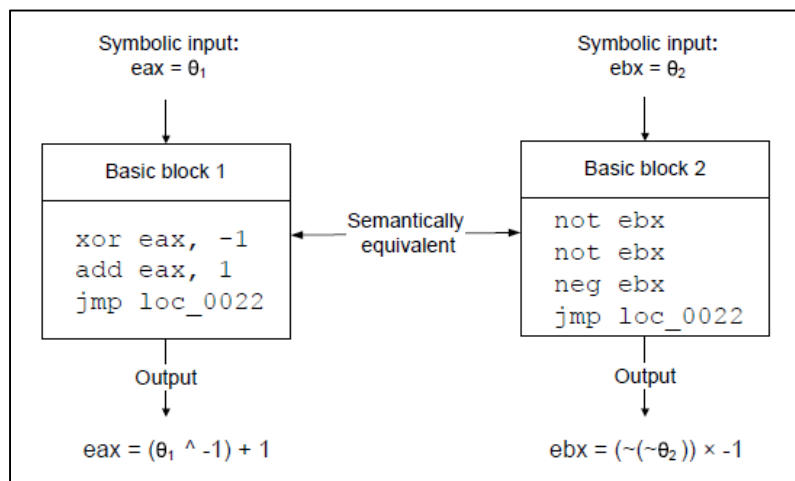 Symbolic input:
eax = θ₁
Basic block 1
xor eax, -1
add eax, 1
jmp loc_0022
Output
eax = (θ₁ ^ -1) + 1
Semantically
equivalent
Symbolic input:
ebx = θ₂
Basic block 2
not ebx
not ebx
neg ebx
jmp loc_0022
Output
ebx = (~(~θ₂)) × -1